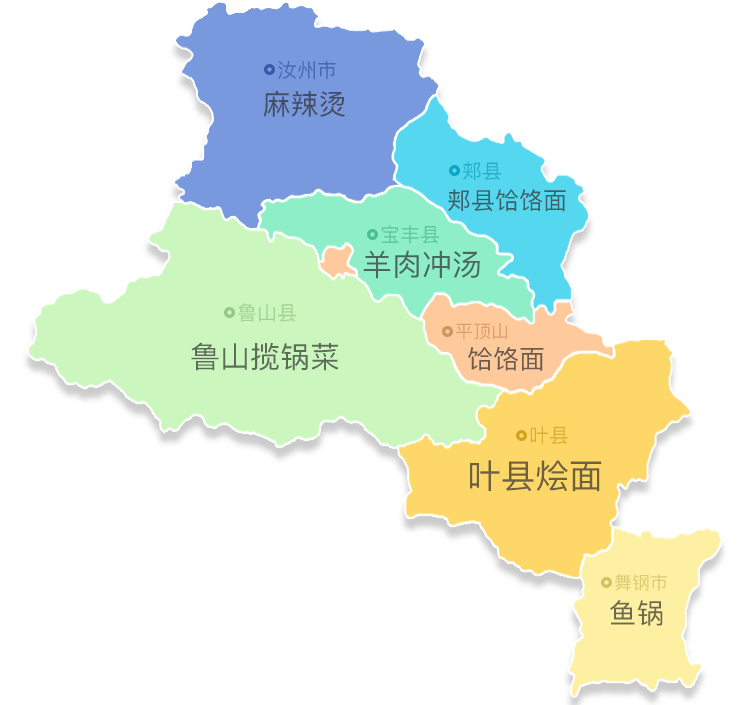 汝州市
麻辣烫
郏县
郏县饸饹面
宝丰县
羊肉冲汤
鲁山县
鲁山揽锅菜
平顶山
饸饹面
叶县
叶县烩面
舞钢市
鱼锅